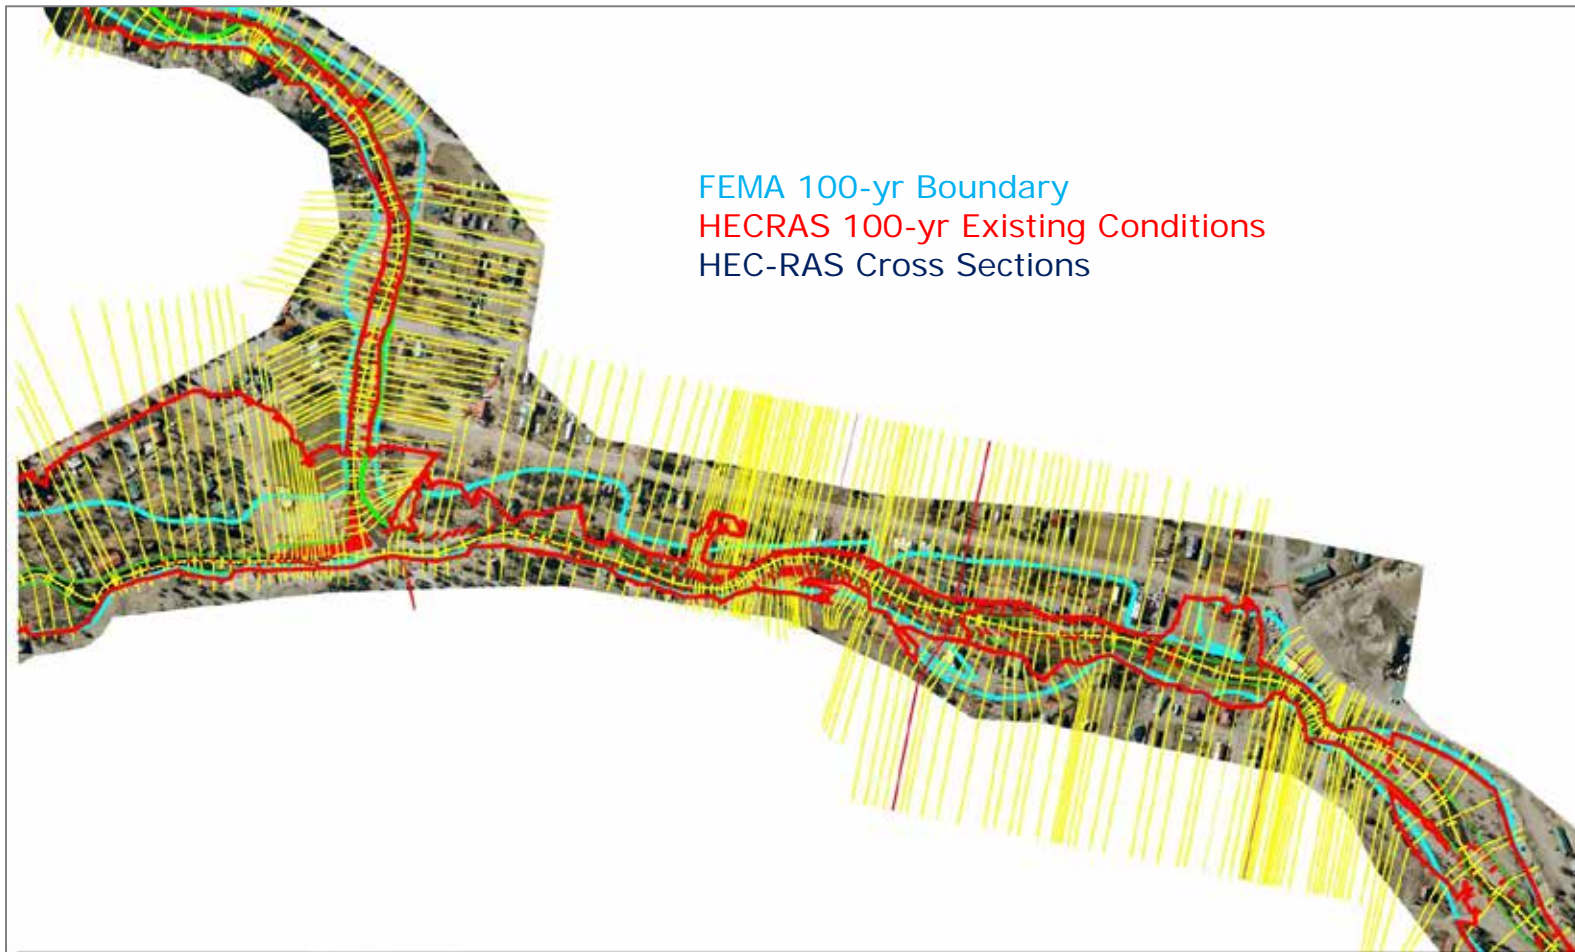 FEMA 100-yr Boundary
HECRAS 100-yr Existing Conditions
HEC-RAS Cross Sections